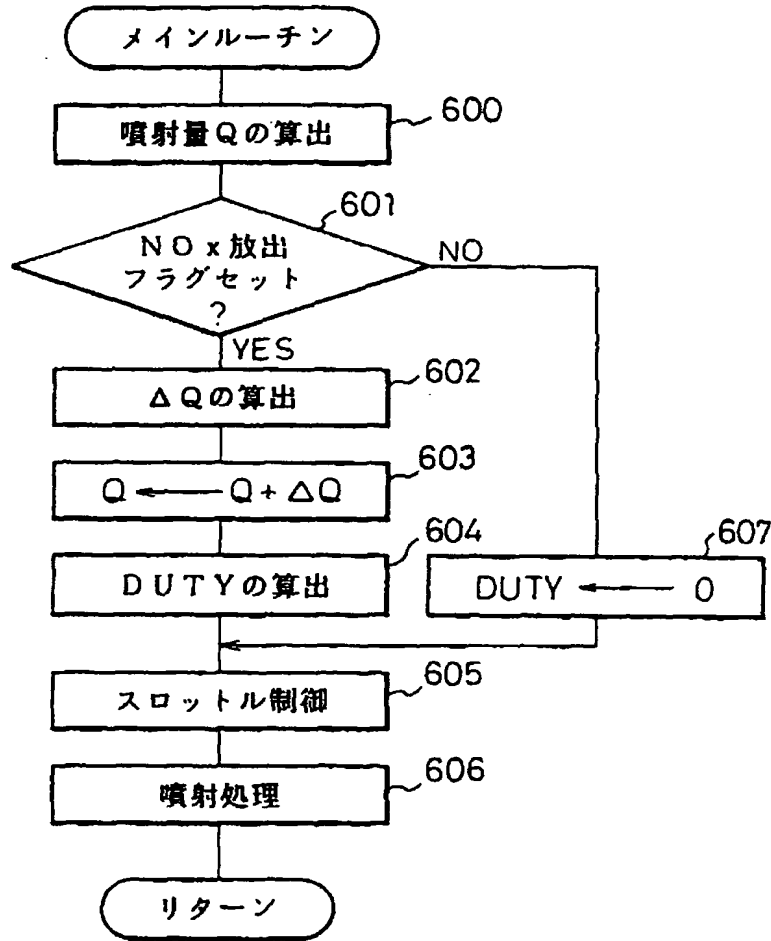 メインルーチン
600
噴射量Qの算出
601
NOx放出
フラグセット
?
NO
YES
602
ΔQの算出
603
Q ← Q + ΔQ
604
DUTYの算出
607
DUTY ← 0
605
スロットル制御
606
噴射処理
リターン